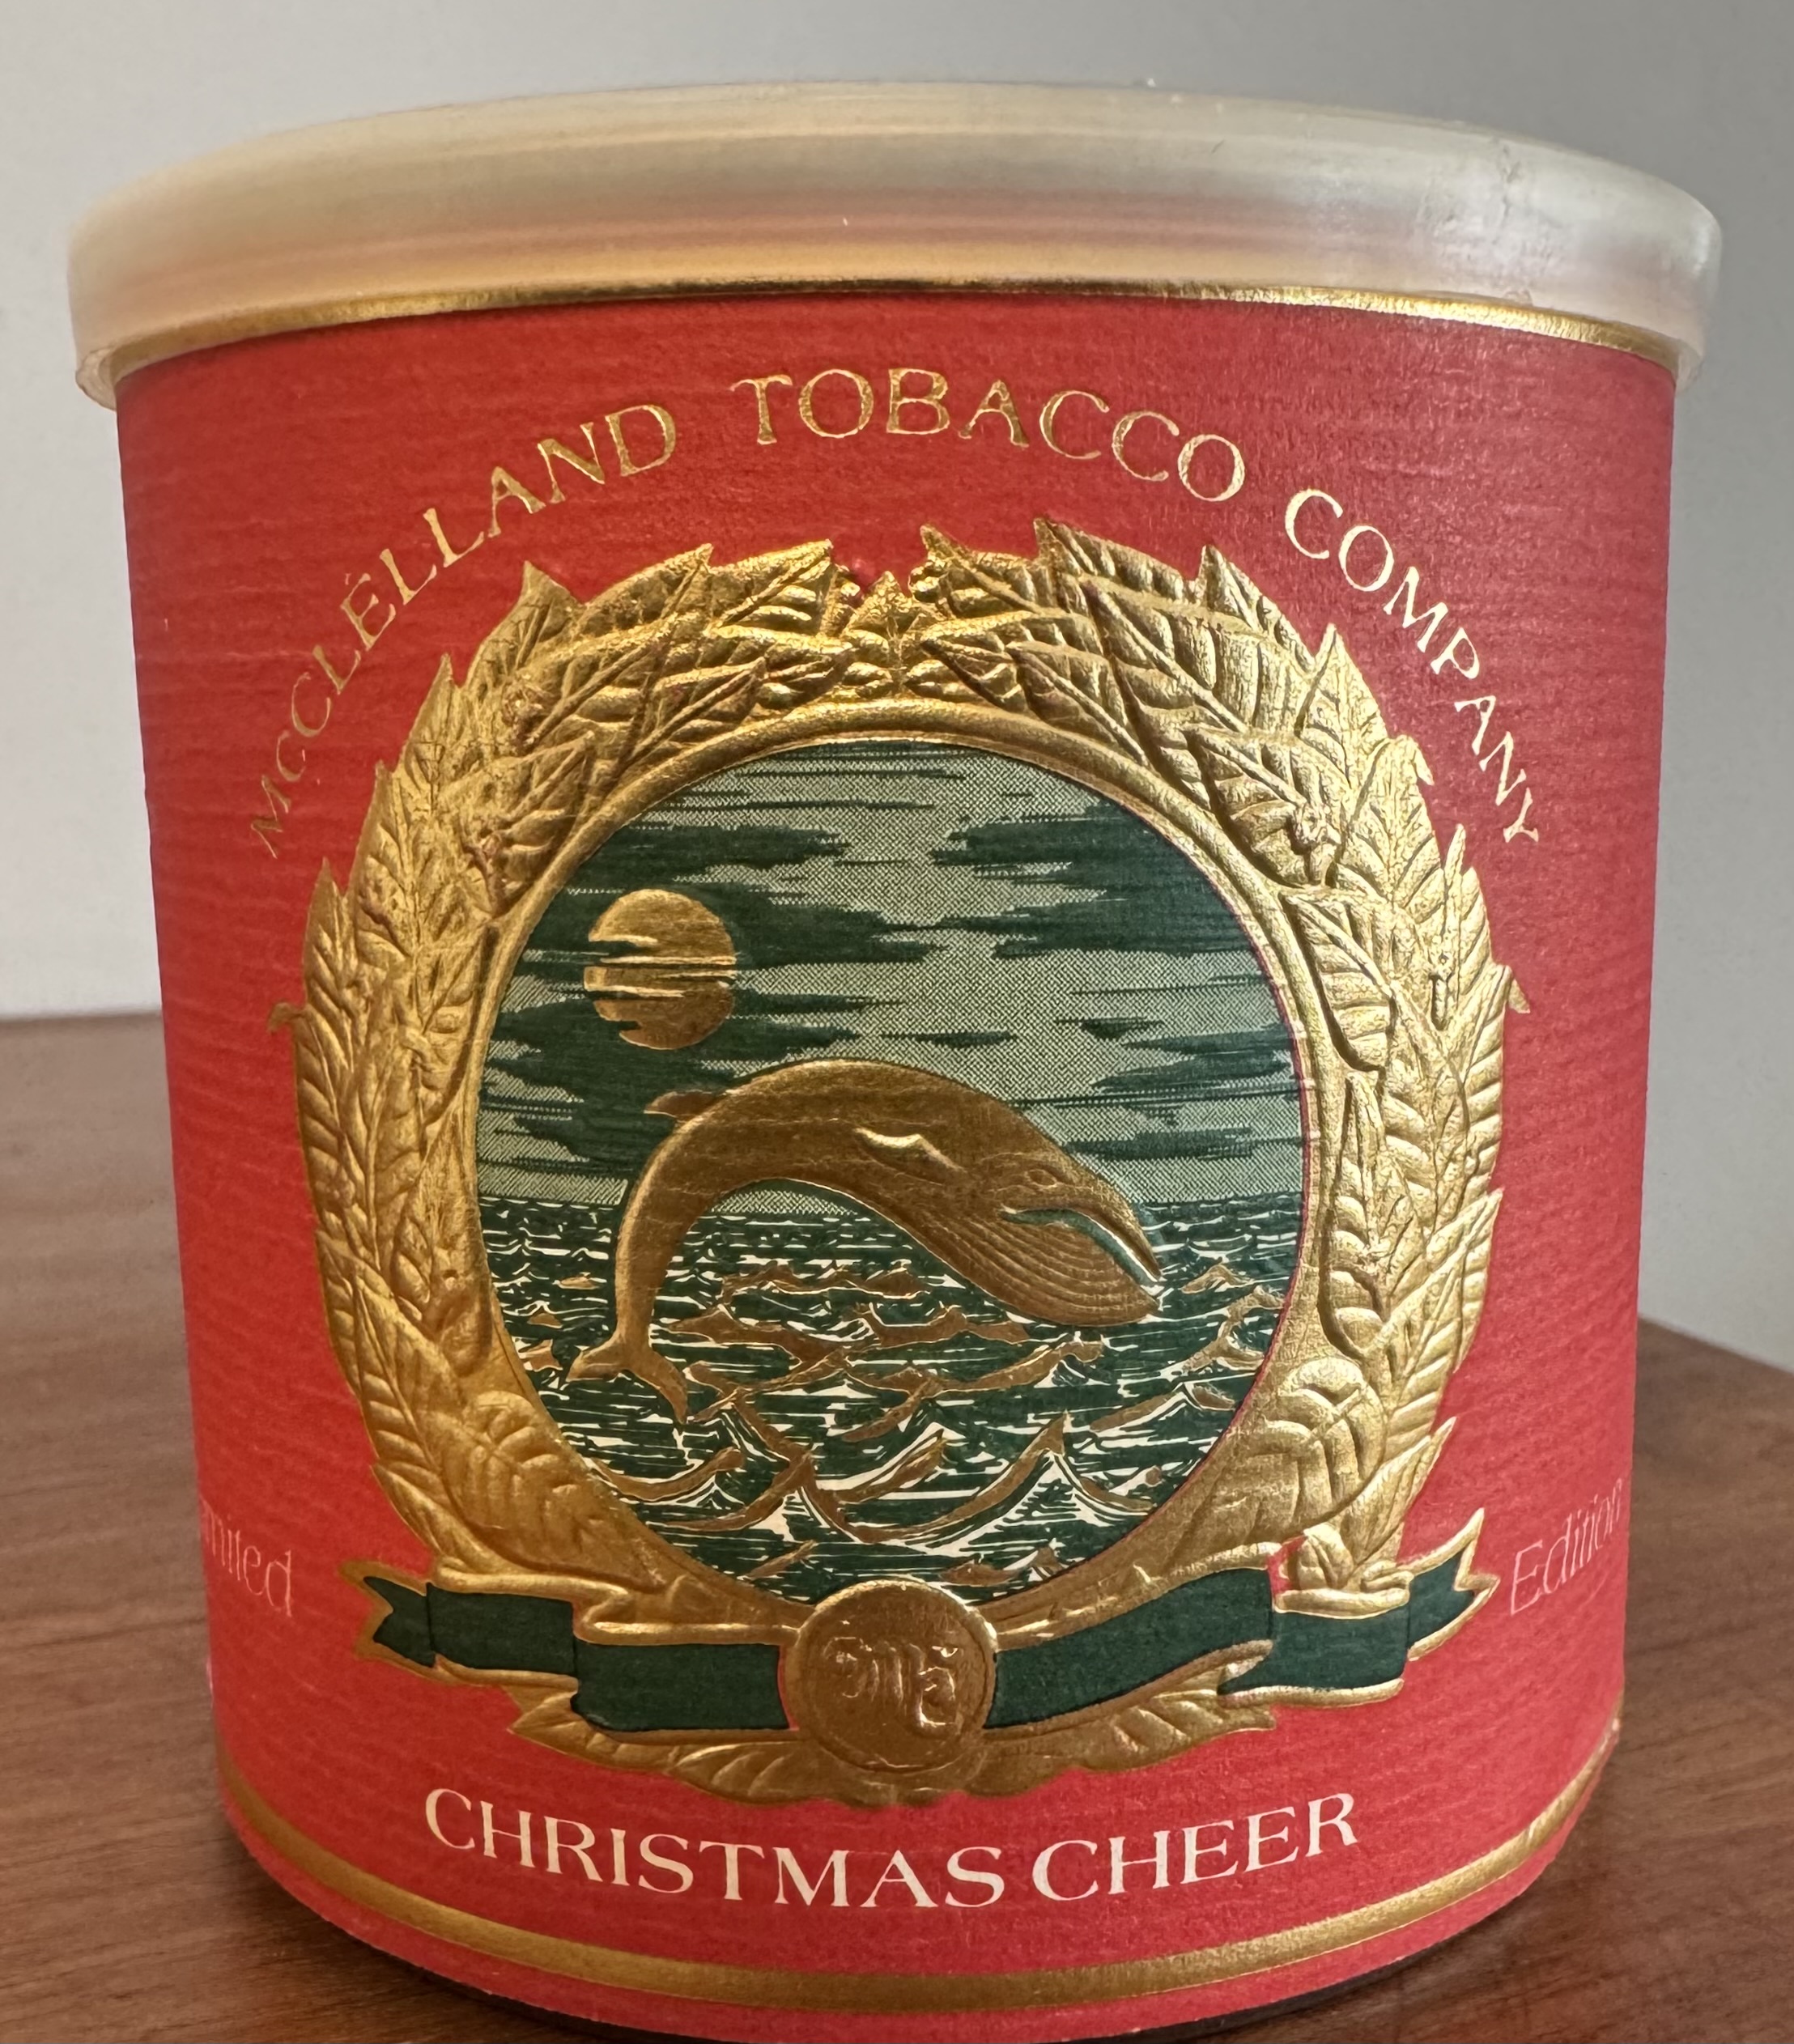 McCLELLAND TOBACCO COMPANY
Edition
CHRISTMAS CHEER